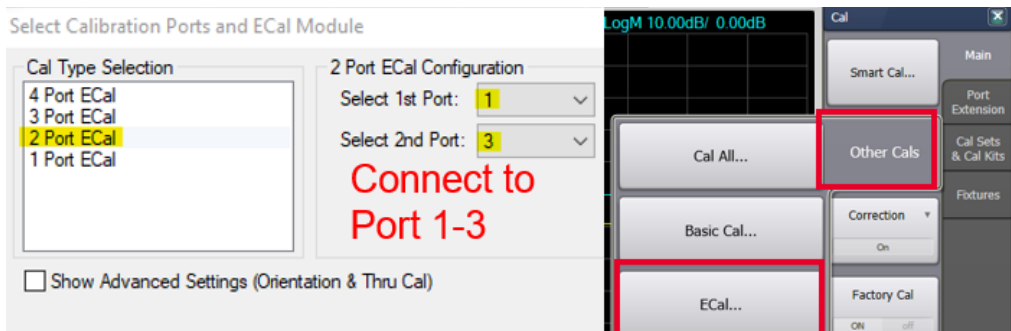 Select Calibration Ports and ECal Module
Cal Type Selection
4 Port ECal
3 Port ECal
2 Port ECal
1 Port ECal
2 Port ECal Configuration
Select 1st Port: 1
Select 2nd Port: 3
Connect to
Port 1-3
Show Advanced Settings (Orientation & Thru Cal)
LogM 10.00dB/ 0.00dB
Cal
Smart Cal...
Main
Port
Extension
Cal All...
Other Cals
Cal Sets
& Cal Kits
Fixtures
Basic Cal...
Correction
On
ECal...
Factory Cal
ON off